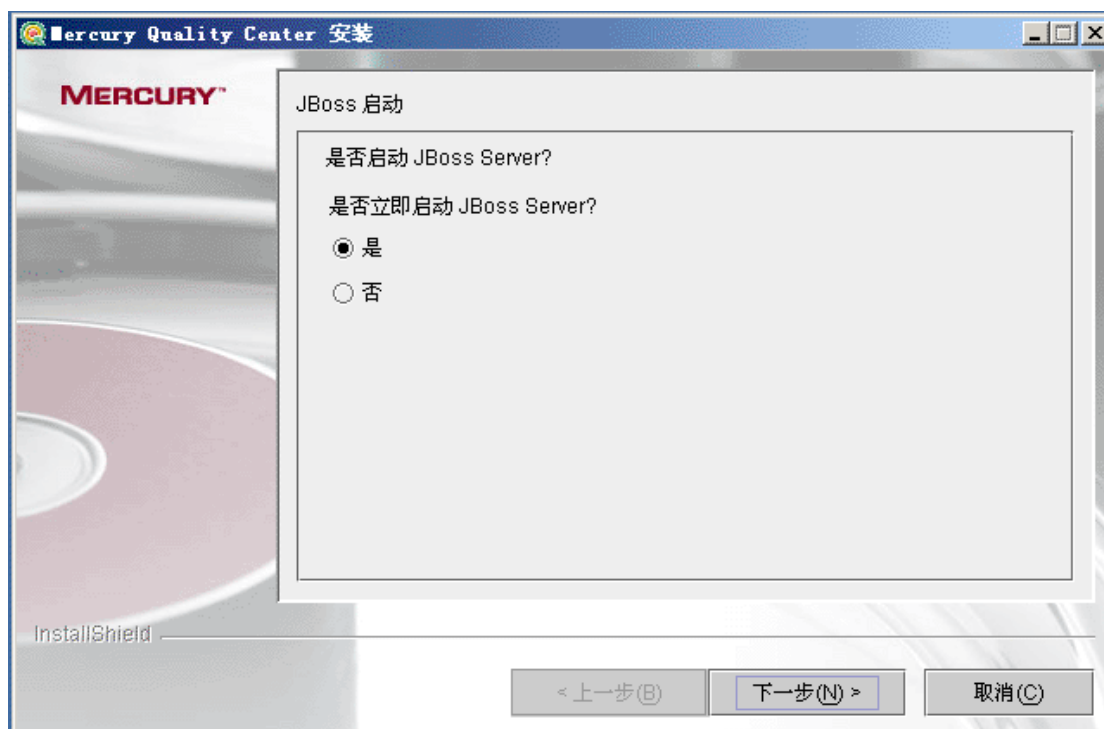 Mercury Quality Center 安装
MERCURY™
JBoss 启动
是否启动 JBoss Server?
是否立即启动 JBoss Server?
是
否
InstallShield
< 上一步(B)
下一步(N) >
取消(C)